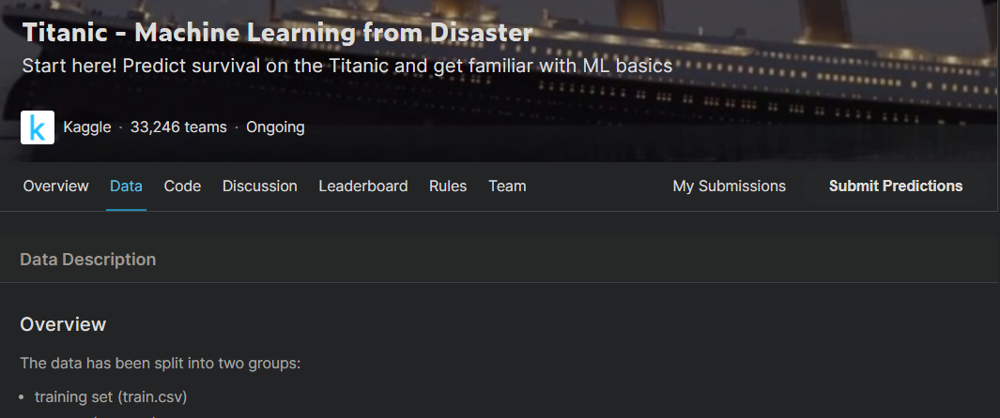 Titanic - Machine Learning from Disaster
Start here! Predict survival on the Titanic and get familiar with ML basics
k Kaggle · 33,246 teams · Ongoing
Overview Data Code Discussion Leaderboard Rules Team My Submissions Submit Predictions
Data Description
Overview
The data has been split into two groups:
• training set (train.csv)